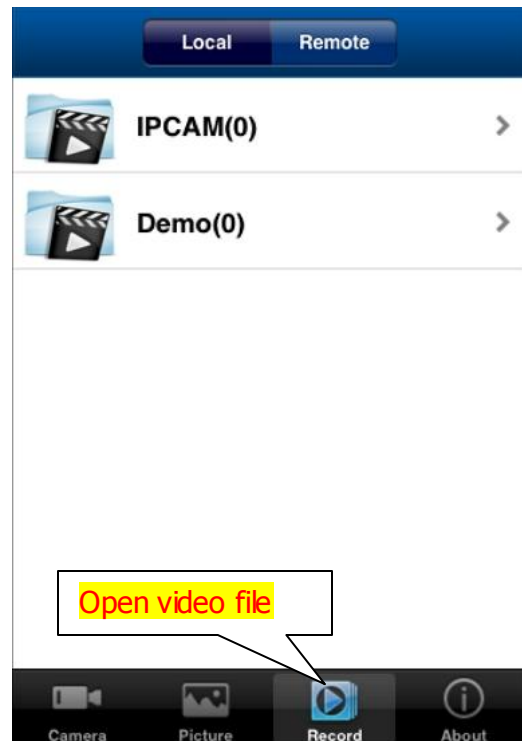 Local Remote
IPCAM(0)
Demo(0)
Open video file
Camera Picture Record About